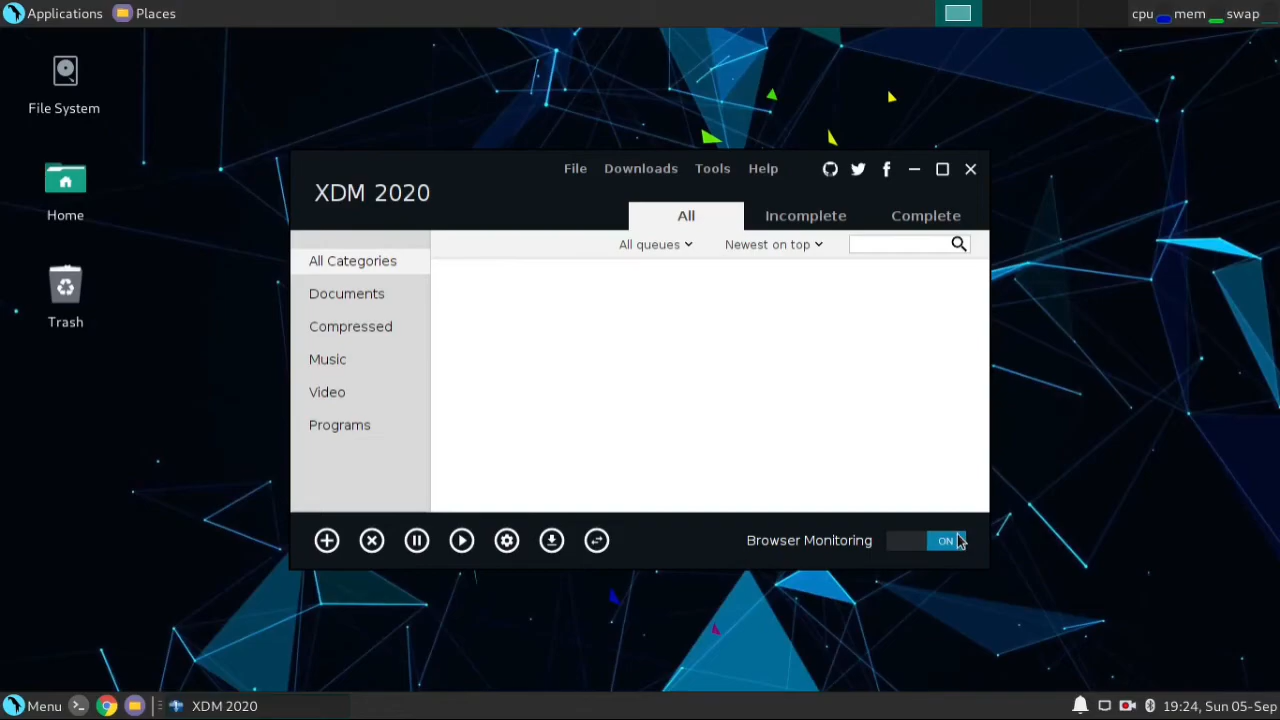 Applications Places cpu mem swap
File System
Home
Trash
XDM 2020
File Downloads Tools Help
All Incomplete Complete
All queues Newest on top
All Categories
Documents
Compressed
Music
Video
Programs
Browser Monitoring ON
Menu XDM 2020 19:24, Sun 05-Sep